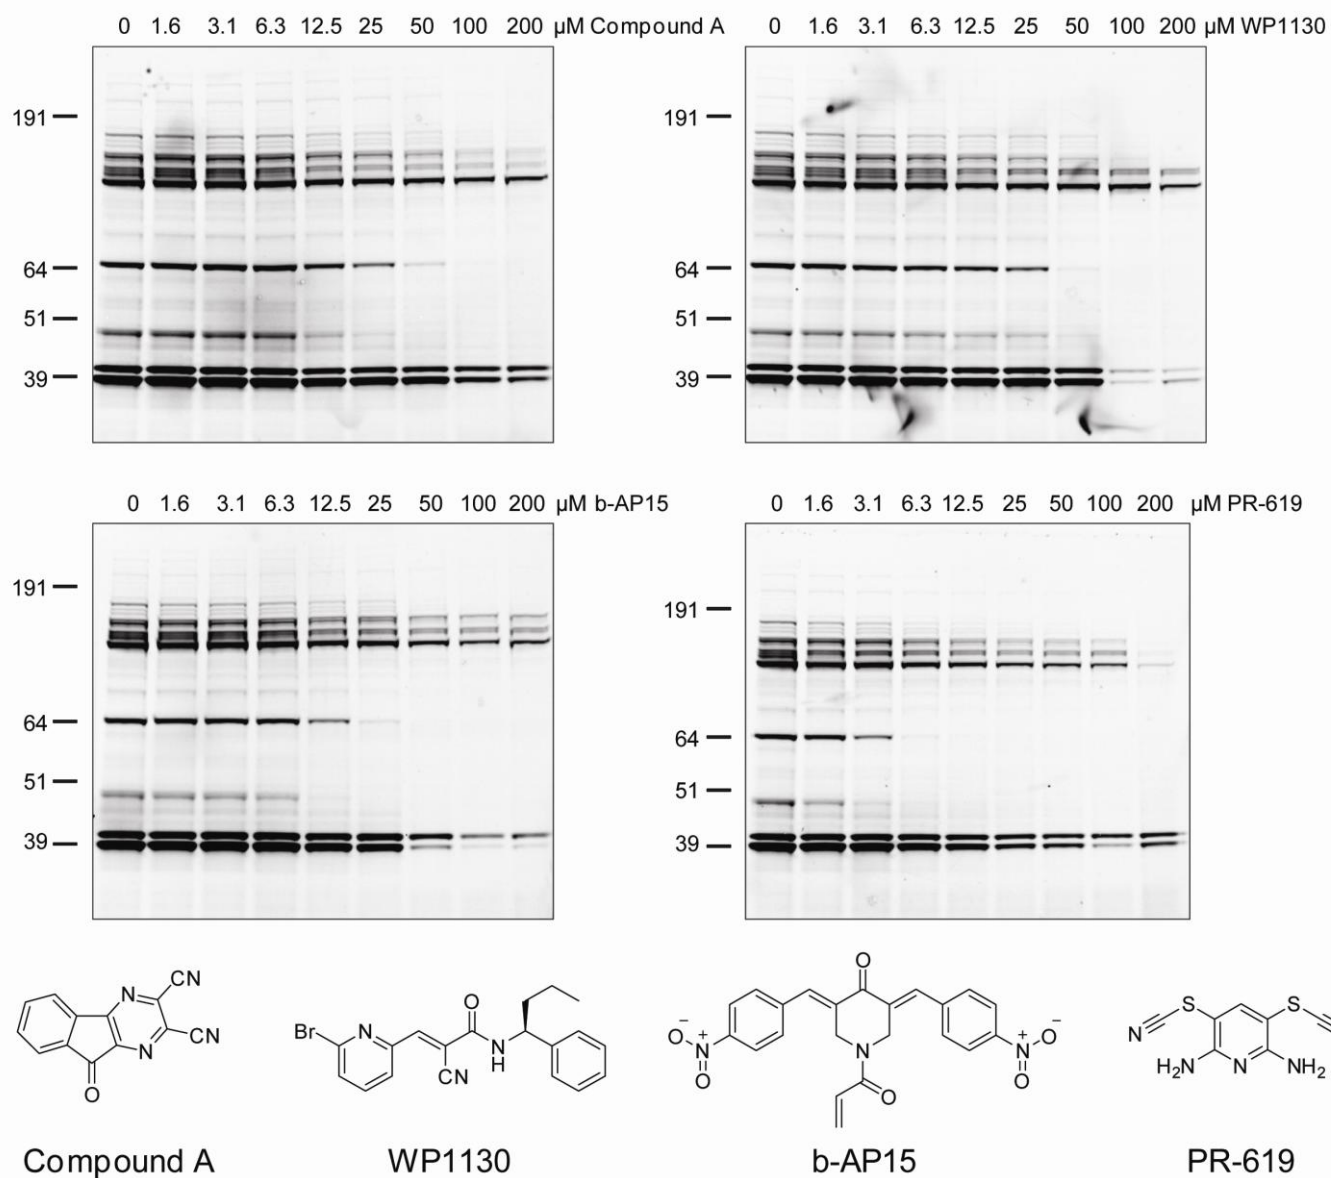 0 1.6 3.1 6.3 12.5 25 50 100 200 µM Compound A
191
64
51
39
0 1.6 3.1 6.3 12.5 25 50 100 200 µM WP1130
191
64
51
39
0 1.6 3.1 6.3 12.5 25 50 100 200 µM b-AP15
191
64
51
39
0 1.6 3.1 6.3 12.5 25 50 100 200 µM PR-619
191
64
51
39
CN
N
CN
N
O
Compound A
Br
N
O
N
H
CN
WP1130
O
O⁻
N⁺
O
N
O
N⁺
O⁻
O
b-AP15
S
S
N
H₂N
N
NH₂
PR-619